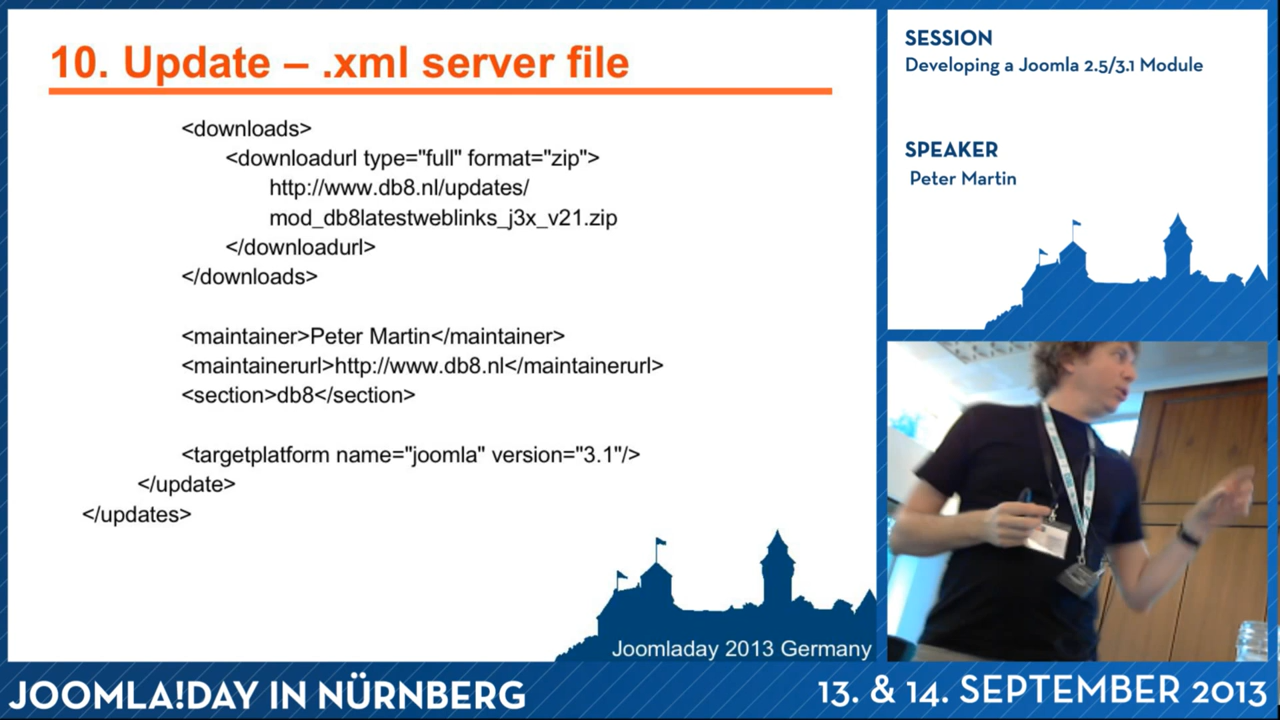 10. Update – .xml server file
<downloads>
<downloadurl type="full" format="zip">
http://www.db8.nl/updates/
mod_db8latestweblinks_j3x_v21.zip
</downloadurl>
</downloads>
<maintainer>Peter Martin</maintainer>
<maintainerurl>http://www.db8.nl</maintainerurl>
<section>db8</section>
<targetplatform name="joomla" version="3.1"/>
</update>
</updates>
Joomladay 2013 Germany
SESSION
Developing a Joomla 2.5/3.1 Module
SPEAKER
Peter Martin
JOOMLA!DAY IN NÜRNBERG
13. & 14. SEPTEMBER 2013